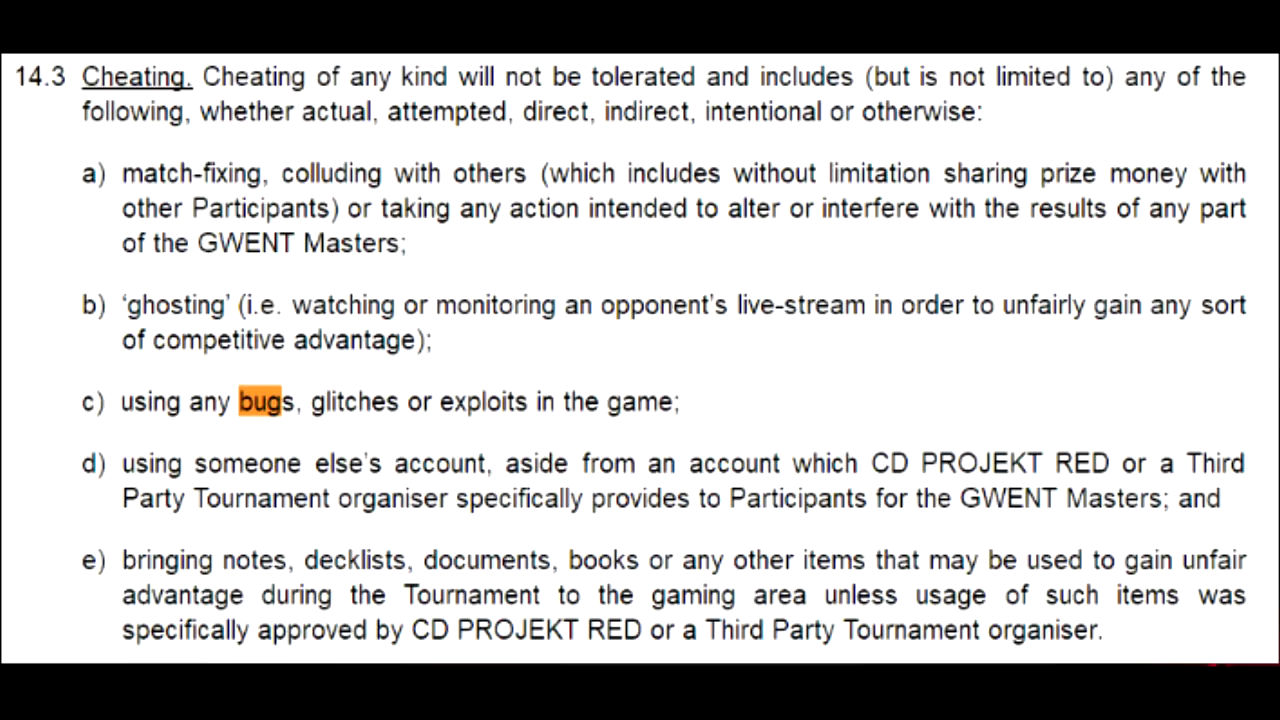 14.3 Cheating. Cheating of any kind will not be tolerated and includes (but is not limited to) any of the
following, whether actual, attempted, direct, indirect, intentional or otherwise:
a) match-fixing, colluding with others (which includes without limitation sharing prize money with
other Participants) or taking any action intended to alter or interfere with the results of any part
of the GWENT Masters;
b) ‘ghosting’ (i.e. watching or monitoring an opponent’s live-stream in order to unfairly gain any sort
of competitive advantage);
c) using any bugs, glitches or exploits in the game;
d) using someone else’s account, aside from an account which CD PROJEKT RED or a Third
Party Tournament organiser specifically provides to Participants for the GWENT Masters; and
e) bringing notes, decklists, documents, books or any other items that may be used to gain unfair
advantage during the Tournament to the gaming area unless usage of such items was
specifically approved by CD PROJEKT RED or a Third Party Tournament organiser.